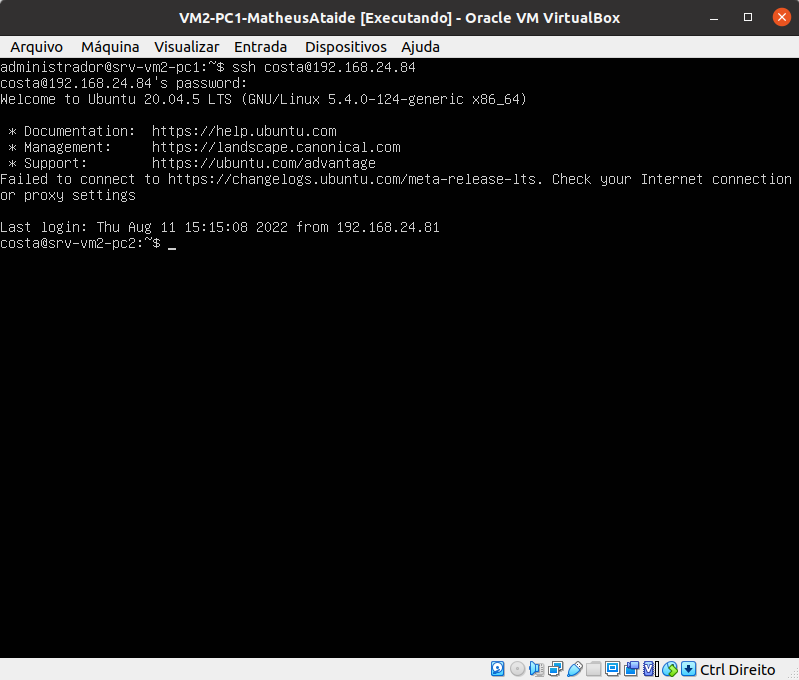 VM2-PC1-MatheusAtaide [Executando] - Oracle VM VirtualBox
Arquivo Máquina Visualizar Entrada Dispositivos Ajuda
administrador@srv-vm2-pc1:~$ ssh costa@192.168.24.84
costa@192.168.24.84's password:
Welcome to Ubuntu 20.04.5 LTS (GNU/Linux 5.4.0-124-generic x86_64)
* Documentation: https://help.ubuntu.com
* Management: https://landscape.canonical.com
* Support: https://ubuntu.com/advantage
Failed to connect to https://changelogs.ubuntu.com/meta-release-lts. Check your Internet connection
or proxy settings
Last login: Thu Aug 11 15:15:08 2022 from 192.168.24.81
costa@srv-vm2-pc2:~$ _
Ctrl Direito